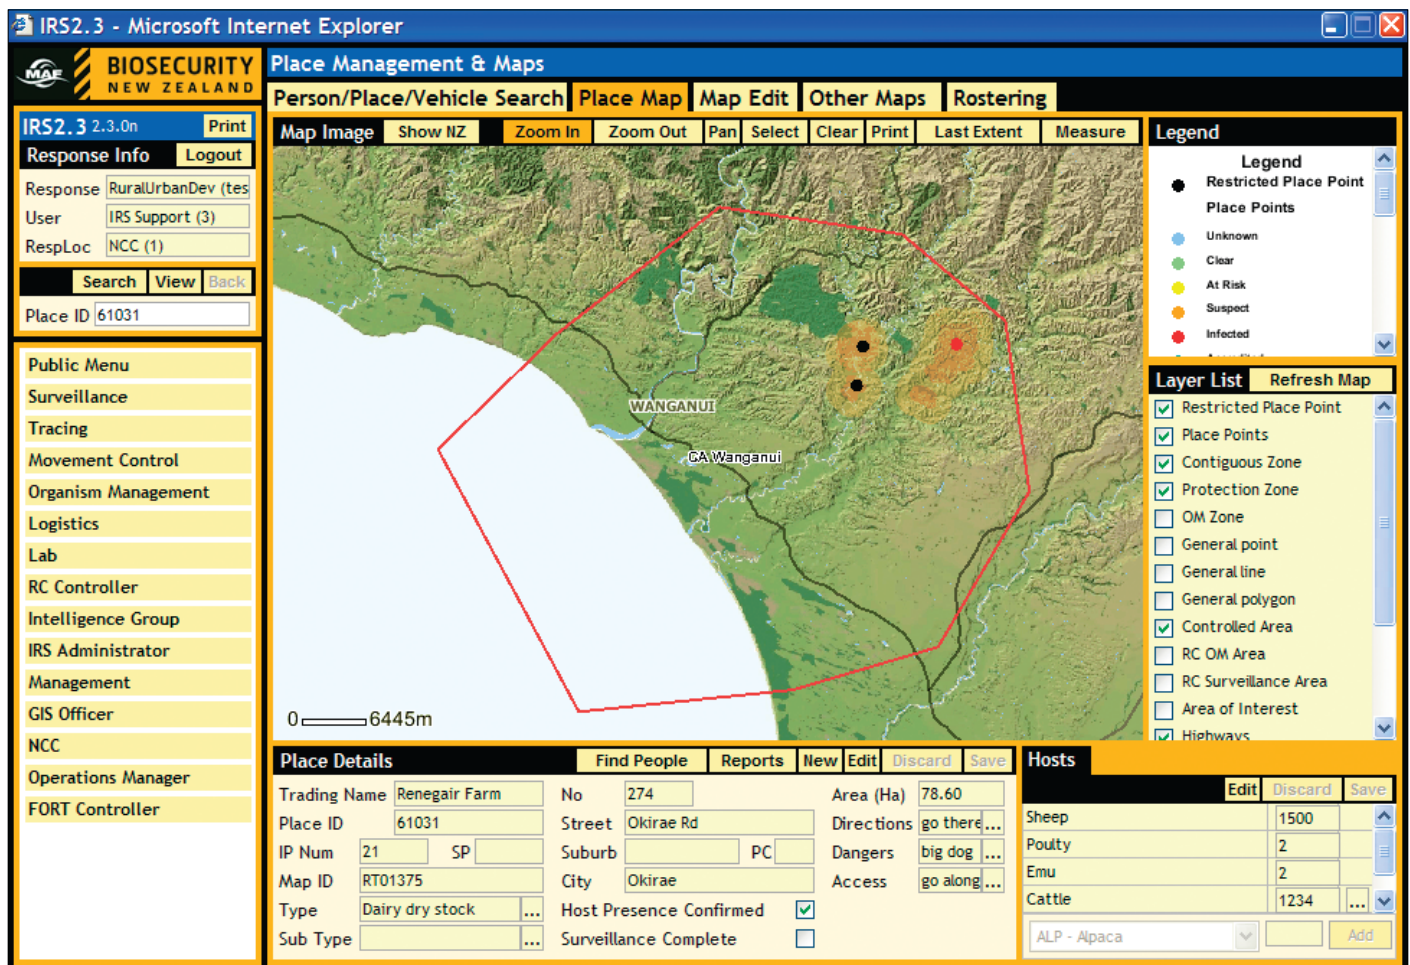 IRS2.3 - Microsoft Internet Explorer
MAF
BIOSECURITY
NEW ZEALAND
IRS2.3 2.3.0n Print
Response Info Logout
Response RuralUrbanDev (tes
User IRS Support (3)
RespLoc NCC (1)
Search View Back
Place ID 61031
Public Menu
Surveillance
Tracing
Movement Control
Organism Management
Logistics
Lab
RC Controller
Intelligence Group
IRS Administrator
Management
GIS Officer
NCC
Operations Manager
FORT Controller
Place Management & Maps
Person/Place/Vehicle Search Place Map Map Edit Other Maps Rostering
Map Image Show NZ Zoom In Zoom Out Pan Select Clear Print Last Extent Measure
WANGANUI
CA Wanganui
0 6445m
Legend
Legend
Restricted Place Point
Place Points
Unknown
Clear
At Risk
Suspect
Infected
Layer List Refresh Map
Restricted Place Point
Place Points
Contiguous Zone
Protection Zone
OM Zone
General point
General line
General polygon
Controlled Area
RC OM Area
RC Surveillance Area
Area of Interest
Highways
Place Details Find People Reports New Edit Discard Save
Trading Name Renegair Farm No 274 Area (Ha) 78.60
Place ID 61031 Street Okirae Rd Directions go there ...
IP Num 21 SP Suburb PC Dangers big dog ...
Map ID RT01375 City Okirae Access go along ...
Type Dairy dry stock ... Host Presence Confirmed
Sub Type ... Surveillance Complete
Hosts
Edit Discard Save
Sheep 1500
Poulty 2
Emu 2
Cattle 1234 ...
ALP - Alpaca Add